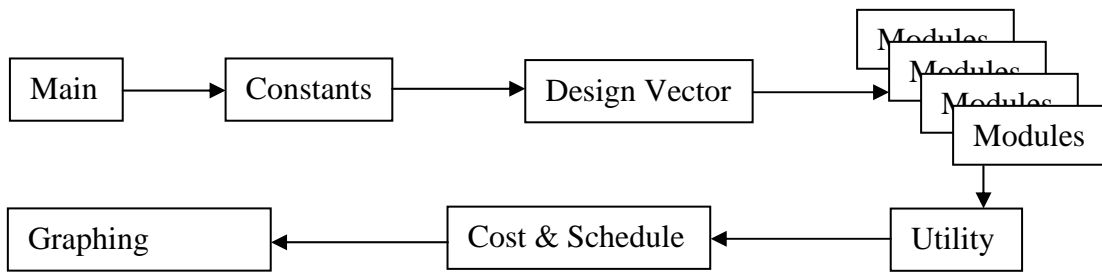 Main
Constants
Design Vector
Modules
Modules
Modules
Modules
Utility
Cost & Schedule
Graphing